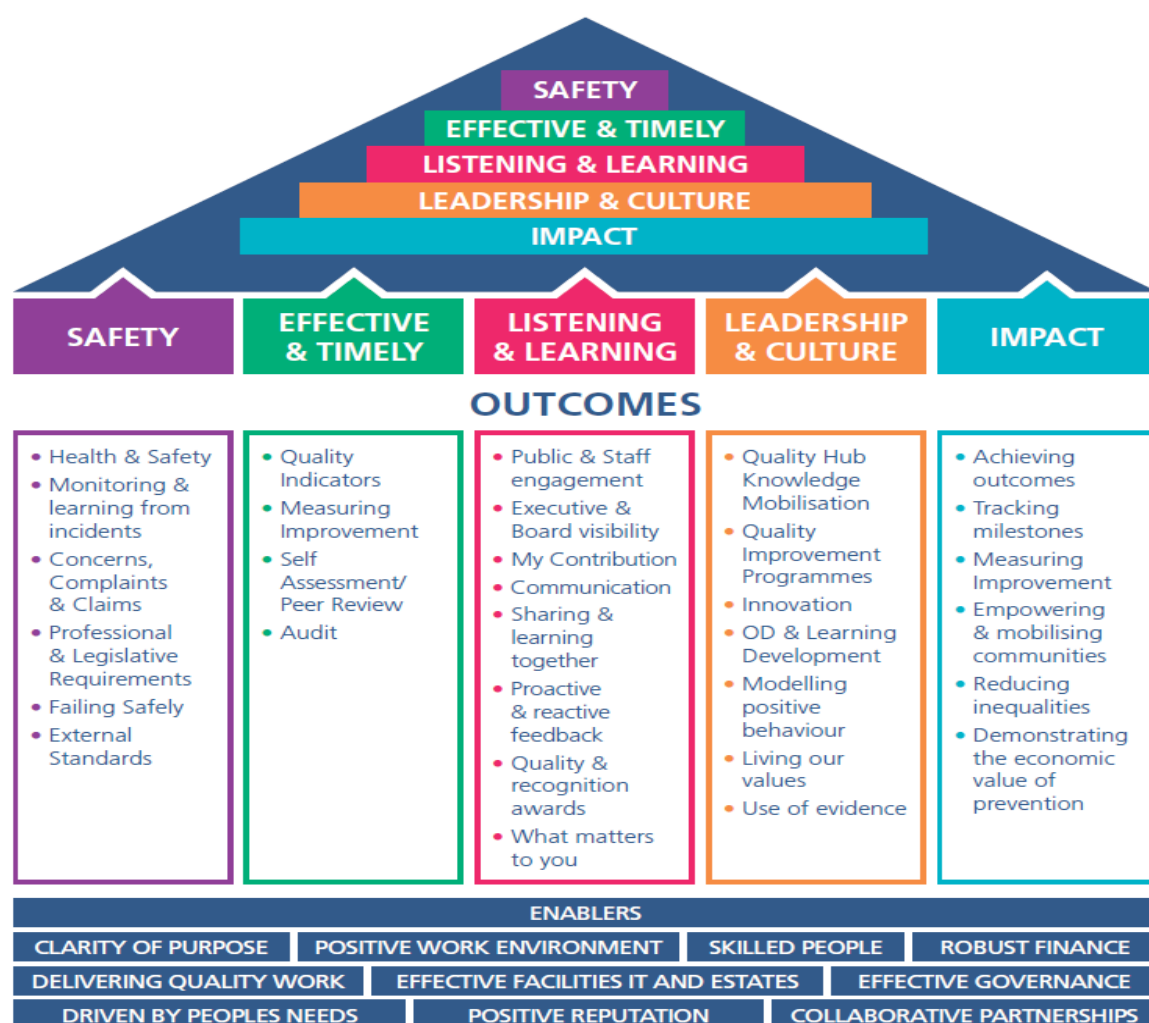 SAFETY
EFFECTIVE & TIMELY
LISTENING & LEARNING
LEADERSHIP & CULTURE
IMPACT
SAFETY
EFFECTIVE
& TIMELY
LISTENING
& LEARNING
LEADERSHIP
& CULTURE
IMPACT
OUTCOMES
• Health & Safety
• Monitoring &
learning from
incidents
• Concerns,
Complaints
& Claims
• Professional
& Legislative
Requirements
• Failing Safely
• External
Standards
• Quality
Indicators
• Measuring
Improvement
• Self
Assessment/
Peer Review
• Audit
• Public & Staff
engagement
• Executive &
Board visibility
• My Contribution
• Communication
• Sharing &
learning
together
• Proactive
& reactive
feedback
• Quality &
recognition
awards
• What matters
to you
• Quality Hub
Knowledge
Mobilisation
• Quality
Improvement
Programmes
• Innovation
• OD & Learning
Development
• Modelling
positive
behaviour
• Living our
values
• Use of evidence
• Achieving
outcomes
• Tracking
milestones
• Measuring
Improvement
• Empowering
& mobilising
communities
• Reducing
inequalities
• Demonstrating
the economic
value of
prevention
ENABLERS
CLARITY OF PURPOSE
POSITIVE WORK ENVIRONMENT
SKILLED PEOPLE
ROBUST FINANCE
DELIVERING QUALITY WORK
EFFECTIVE FACILITIES IT AND ESTATES
EFFECTIVE GOVERNANCE
DRIVEN BY PEOPLES NEEDS
POSITIVE REPUTATION
COLLABORATIVE PARTNERSHIPS